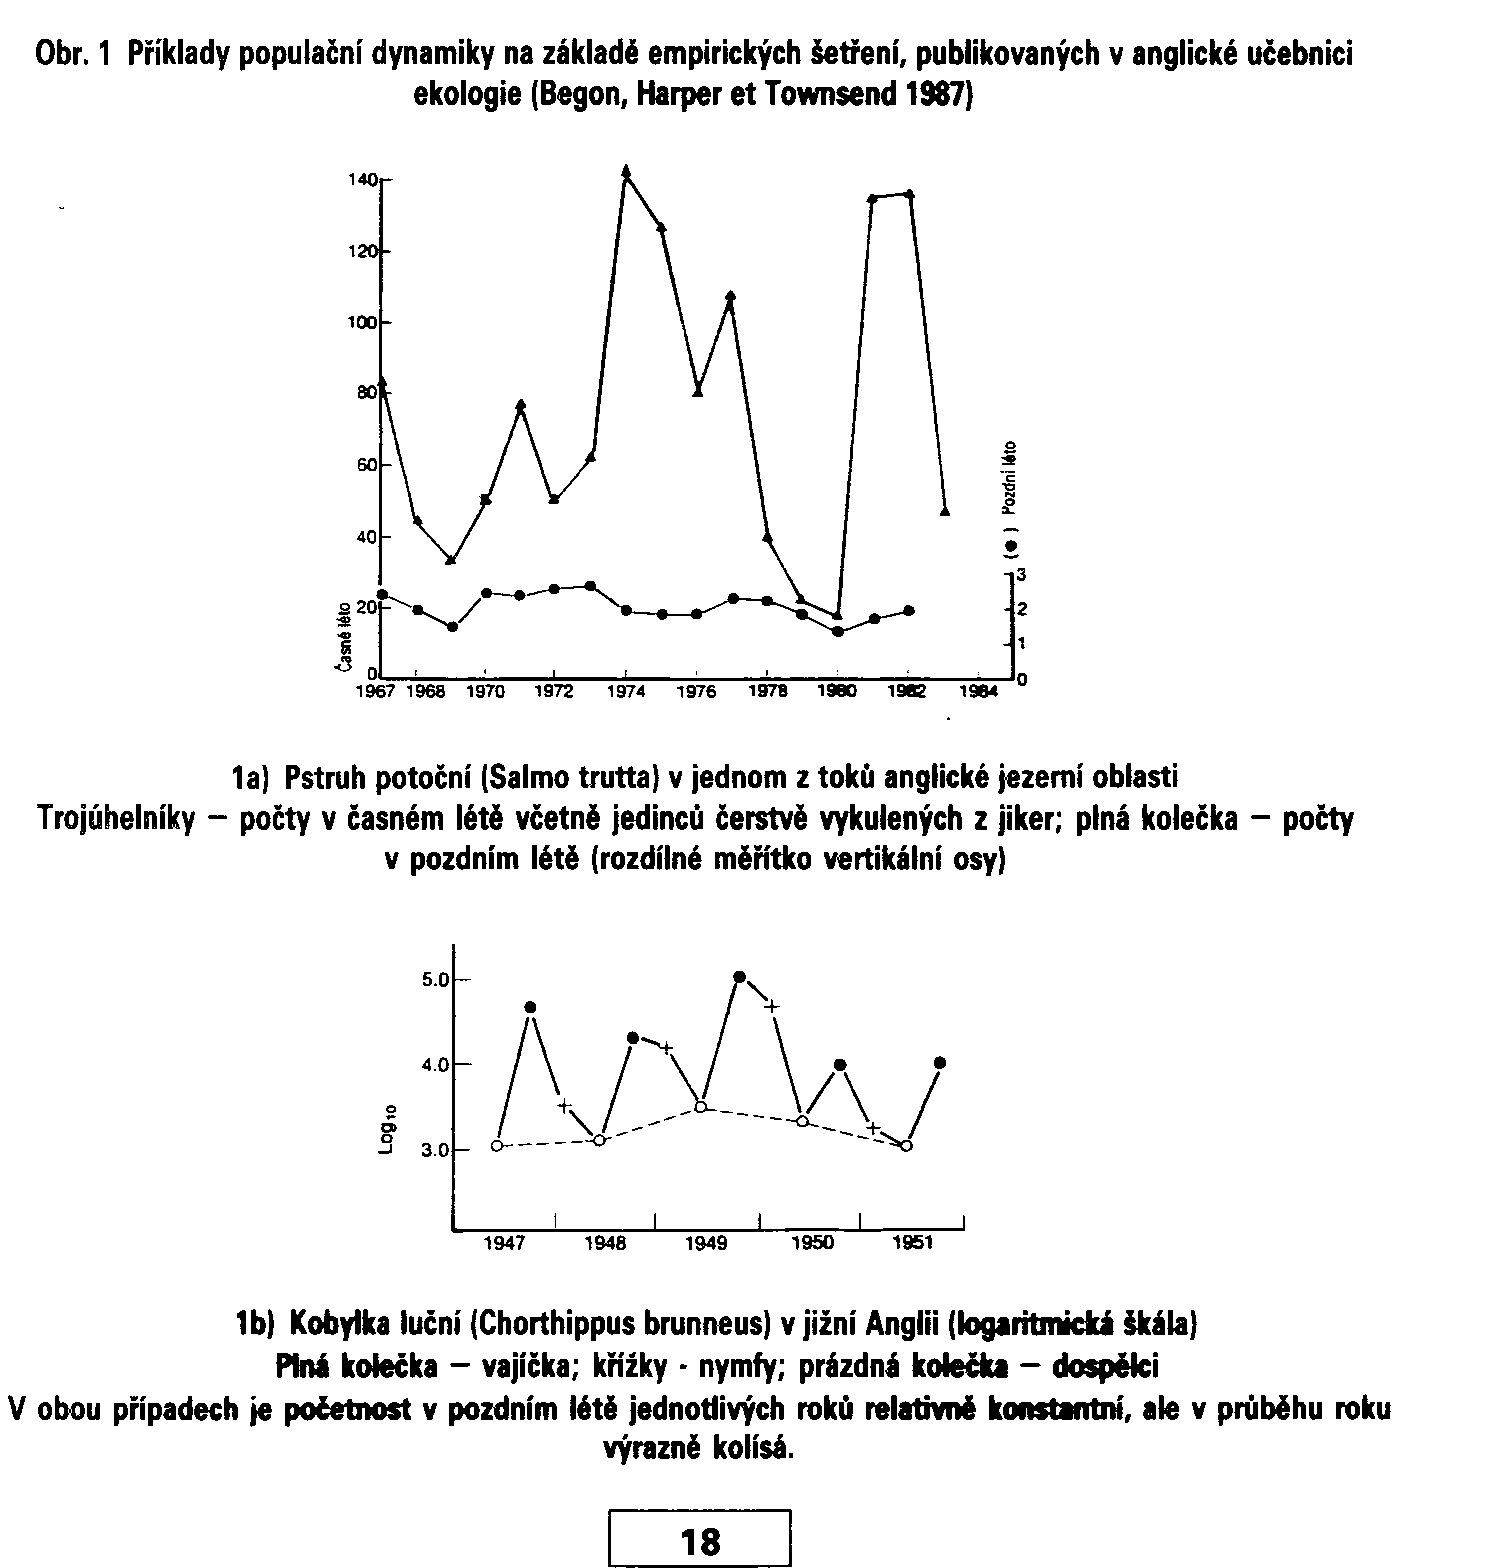 Obr. 1 Příklady populační dynamiky na základě empirických šetření, publikovaných v anglické učebnici
ekologie (Begon, Harper et Townsend 1987)
140
120
100
80
60
40
20
0
Časné léto
(●) Pozdní léto
3
2
1
0
1967 1968 1970 1972 1974 1976 1978 1980 1982 1984
1a) Pstruh potoční (Salmo trutta) v jednom z toků anglické jezerní oblasti
Trojúhelníky — počty v časném létě včetně jedinců čerstvě vykulených z jiker; plná kolečka — počty
v pozdním létě (rozdílné měřítko vertikální osy)
5.0
4.0
3.0
Log10
1947 1948 1949 1950 1951
1b) Kobylka luční (Chorthippus brunneus) v jižní Anglii (logaritmická škála)
Plná kolečka — vajíčka; křížky - nymfy; prázdná kolečka — dospělci
V obou případech je početnost v pozdním létě jednotlivých roků relativně konstantní, ale v průběhu roku
výrazně kolísá.
18